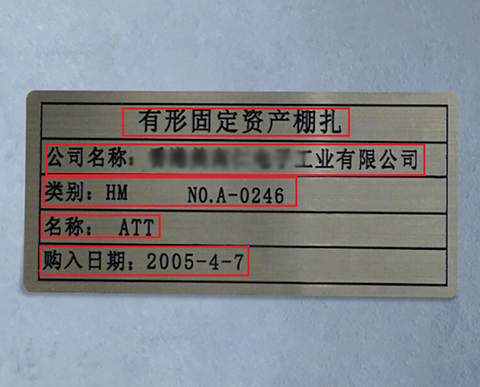 有形固定资产棚扎
公司名称: 工业有限公司
类别: HM NO.A-0246
名称: ATT
购入日期: 2005-4-7